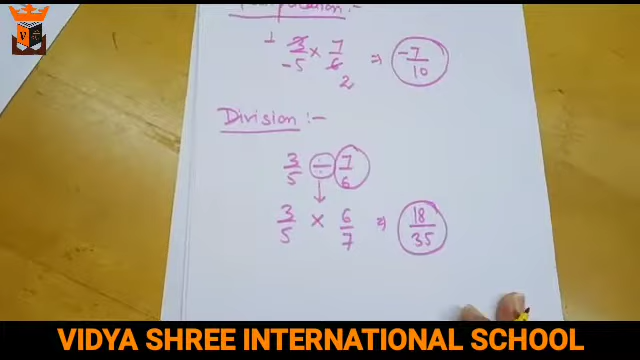 Multiplication :-
1 3/-5 × 7/6 2 ⇒ -7/10
Division :-
3/5 ÷ 7/6
3/5 × 6/7 ⇒ 18/35
VIDYA SHREE INTERNATIONAL SCHOOL